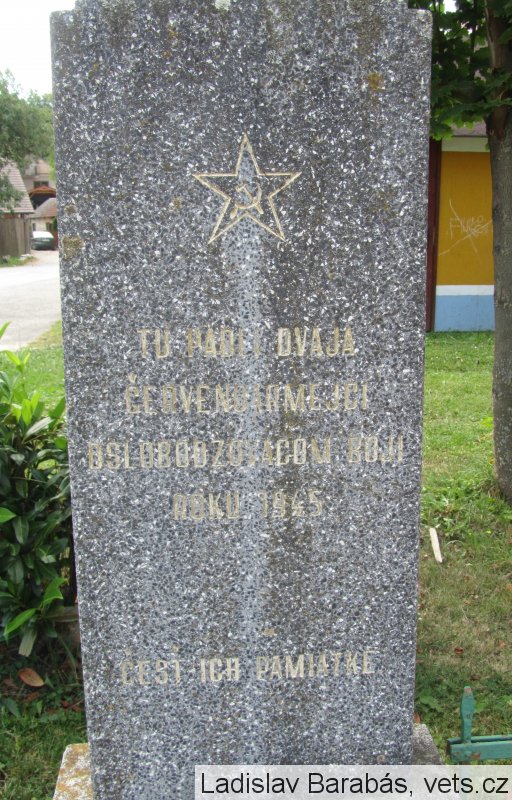 TU PADLI DVAJA
ČERVENOARMEJCI
OSLOBODZOVACOM BOJI
ROKU 1945
ČESŤ ICH PAMIATKE
Ladislav Barabás, vets.cz